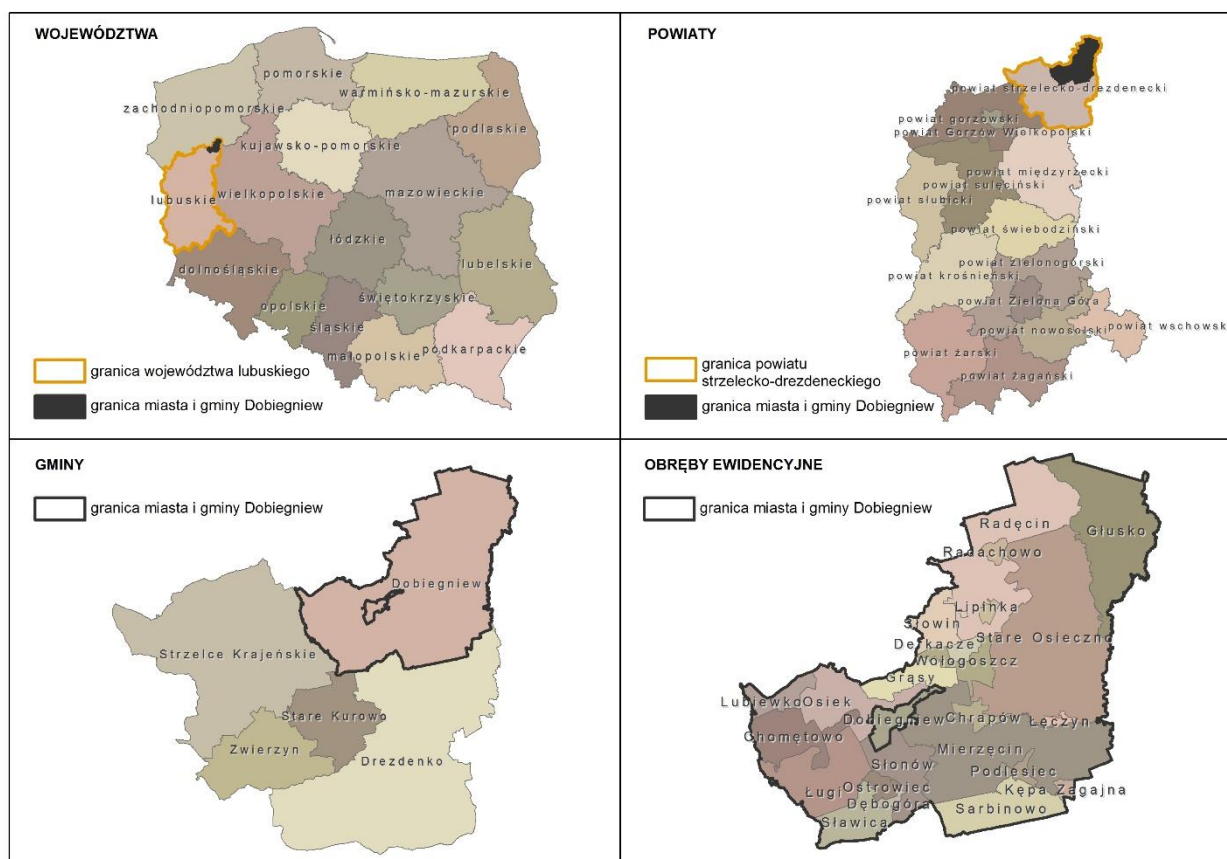 WOJEWÓDZTWA
pomorskie
warmińsko-mazurskie
zachodniopomorskie
podlaskie
kujawsko-pomorskie
mazowieckie
lubuskie
wielkopolskie
łódzkie
lubelskie
dolnośląskie
opolskie
świętokrzyskie
śląskie
małopolskie
podkarpackie
granica województwa lubuskiego
granica miasta i gminy Dobiegniew
POWIATY
powiat strzelecko-drezdenecki
powiat gorzowski
powiat Gorzów Wielkopolski
powiat międzyrzecki
powiat sulęciński
powiat słubicki
powiat świebodziński
powiat zielonogórski
powiat krośnieński
powiat Zielona Góra
powiat nowosolski
powiat wschowsk
powiat żarski
powiat żagański
granica powiatu
strzelecko-drezdeneckiego
granica miasta i gminy Dobiegniew
GMINY
granica miasta i gminy Dobiegniew
Dobiegniew
Strzelce Krajeńskie
Stare Kurowo
Zwierzyn
Drezdenko
OBRĘBY EWIDENCYJNE
granica miasta i gminy Dobiegniew
Radęcin
Głusko
Radachowo
Lipinka
Słowin
Stare Osieczno
Derkacze
Wołogoszcz
Grąsy
Lubiewko
Osiek
Dobiegniew
Chrapów
Łęczyn
Chomętowo
Mierzęcin
Słonów
Podlesiec
Ługi
Ostrowiec
Kępa Zagajna
Dębogóra
Sarbinowo
Sławica